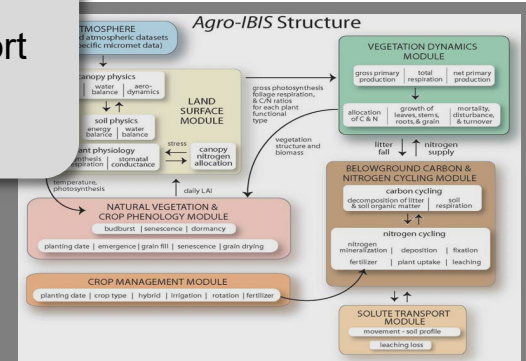 ort
Agro-IBIS Structure
TMOSPHERE
d atmospheric datasets
pecific micromet data)
canopy physics
water balance
aero-dynamics
soil physics
energy balance
water balance
nt physiology
synthesis
spiration
stomatal conductance
LAND
SURFACE
MODULE
stress
canopy
nitrogen
allocation
gross photosynthesis
foliage respiration,
& C/N ratios
for each plant
functional
type
vegetation
structure and
biomass
VEGETATION DYNAMICS
MODULE
gross primary production
total respiration
net primary production
allocation of C & N
growth of leaves, stems, roots, & grain
mortality, disturbance, & turnover
litter fall
nitrogen supply
temperature,
photosynthesis
daily LAI
NATURAL VEGETATION &
CROP PHENOLOGY MODULE
budburst | senescence | dormancy
planting date | emergence | grain fill | senescence | grain drying
BELOWGROUND CARBON &
NITROGEN CYCLING MODULE
carbon cycling
decomposition of litter & soil organic matter
soil respiration
nitrogen cycling
nitrogen mineralization | deposition | fixation
fertilizer | plant uptake | leaching
CROP MANAGEMENT MODULE
planting date | crop type | hybrid | irrigation | rotation | fertilizer
SOLUTE TRANSPORT
MODULE
movement - soil profile
leaching loss